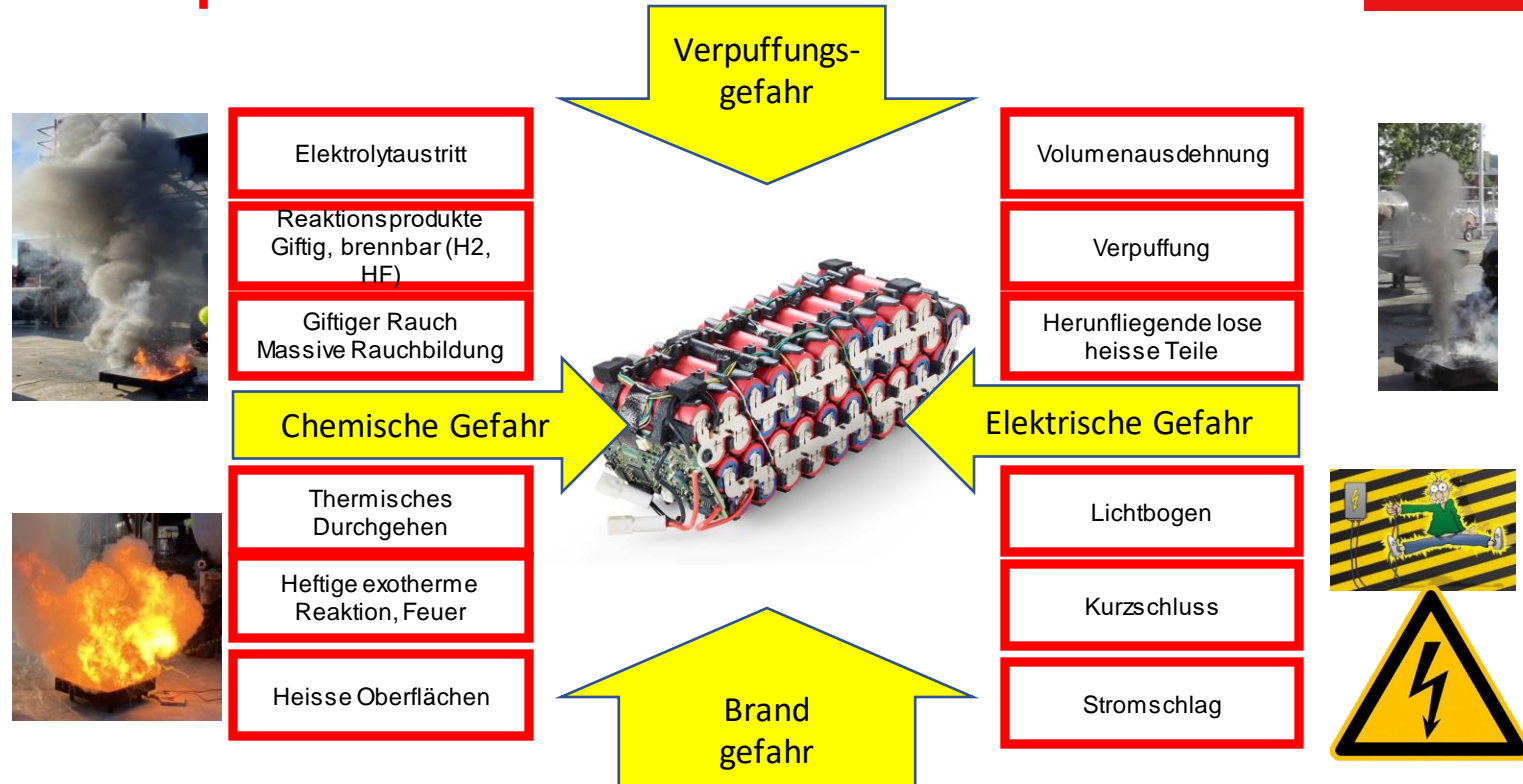 Verpuffungs-
gefahr
Elektrolytaustritt
Reaktionsprodukte
Giftig, brennbar (H2,
HF)
Giftiger Rauch
Massive Rauchbildung
Chemische Gefahr
Thermisches
Durchgehen
Heftige exotherme
Reaktion, Feuer
Heisse Oberflächen
Volumenausdehnung
Verpuffung
Herunfliegende lose
heisse Teile
Elektrische Gefahr
Lichtbogen
Kurzschluss
Stromschlag
Brand
gefahr